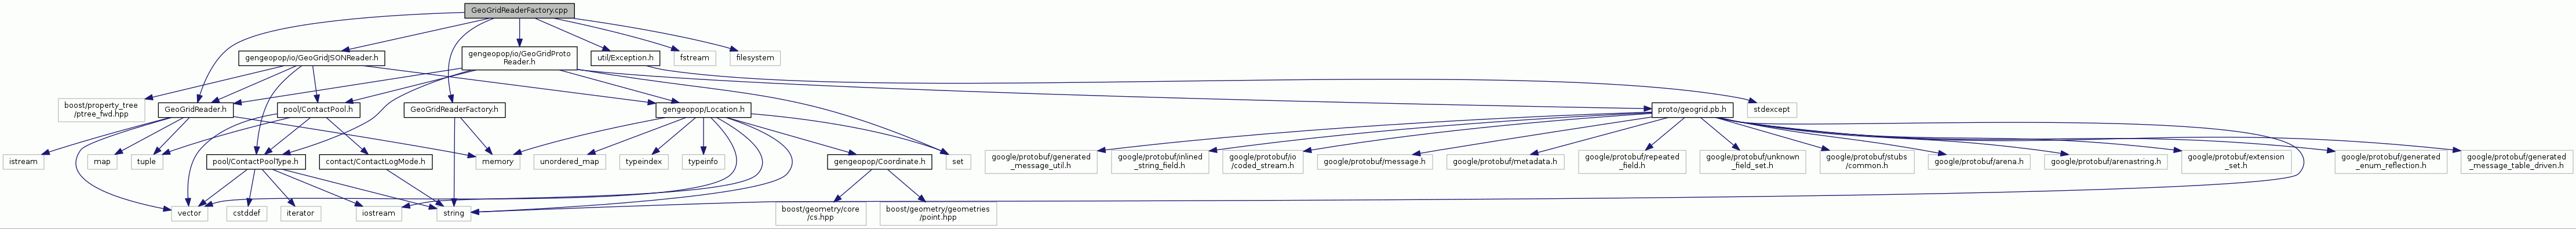 GeoGridReaderFactory.cpp
gengeopop/io/GeoGridJSONReader.h
gengeopop/io/GeoGridProto
Reader.h
util/Exception.h
fstream
filesystem
boost/property_tree
/ptree_fwd.hpp
GeoGridReader.h
pool/ContactPool.h
GeoGridReaderFactory.h
gengeopop/Location.h
proto/geogrid.pb.h
stdexcept
istream
map
tuple
pool/ContactPoolType.h
contact/ContactLogMode.h
memory
unordered_map
typeindex
typeinfo
gengeopop/Coordinate.h
set
google/protobuf/generated
_message_util.h
google/protobuf/inlined
_string_field.h
google/protobuf/io
/coded_stream.h
google/protobuf/message.h
google/protobuf/metadata.h
google/protobuf/repeated
_field.h
google/protobuf/unknown
_field_set.h
google/protobuf/stubs
/common.h
google/protobuf/arena.h
google/protobuf/arenastring.h
google/protobuf/extension
_set.h
google/protobuf/generated
_enum_reflection.h
google/protobuf/generated
_message_table_driven.h
vector
cstddef
iterator
iostream
string
boost/geometry/core
/cs.hpp
boost/geometry/geometries
/point.hpp